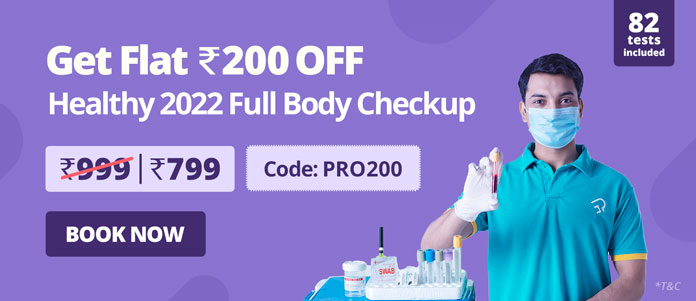 Get Flat ₹200 OFF
Healthy 2022 Full Body Checkup
₹999 | ₹799
Code: PRO200
BOOK NOW
82
tests
included
SWAB
*T&C